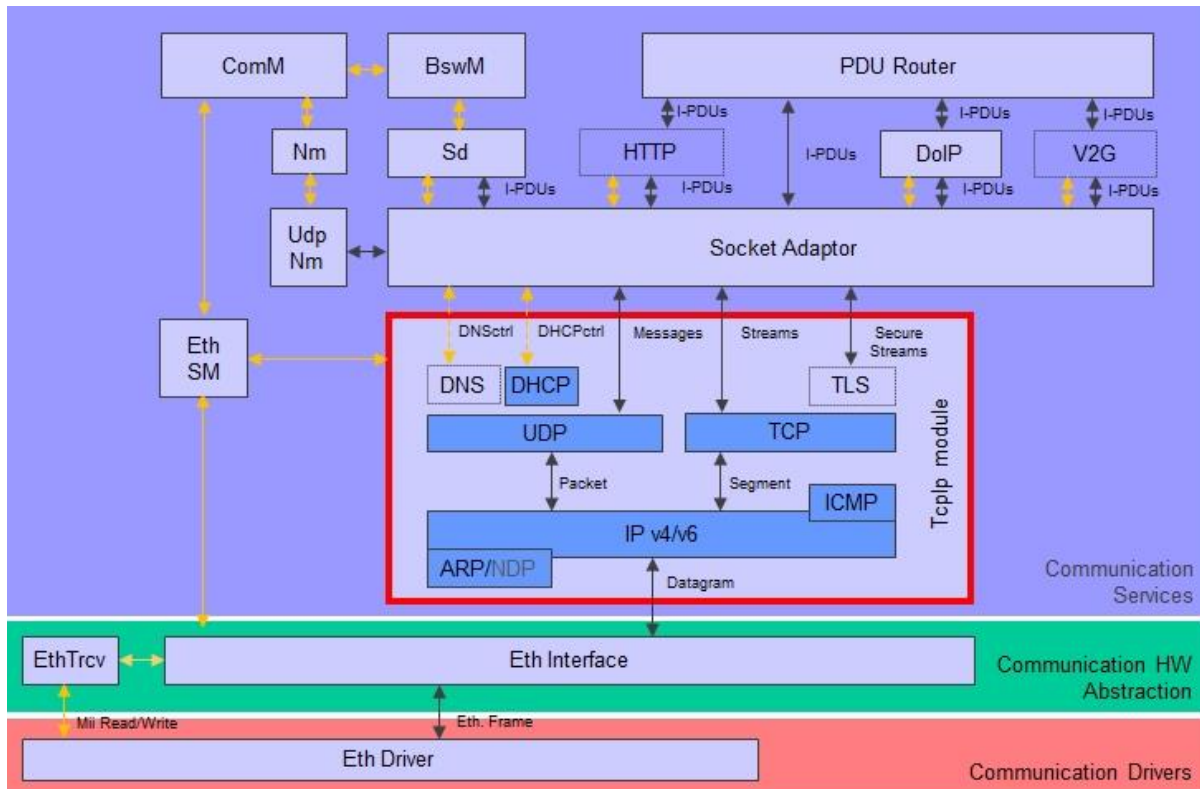 ComM
BswM
PDU Router
I-PDUs
I-PDUs
I-PDUs
Nm
Sd
HTTP
I-PDUs
DoIP
V2G
I-PDUs
I-PDUs
I-PDUs
I-PDUs
Udp
Nm
Socket Adaptor
DNSctrl
DHCPctrl
Messages
Streams
Secure
Streams
Eth
SM
DNS
DHCP
TLS
UDP
TCP
TcpIp module
Packet
Segment
ICMP
IP v4/v6
ARP/NDP
Datagram
Communication
Services
EthTrcv
Eth Interface
Communication HW
Abstraction
Mii Read/Write
Eth. Frame
Eth Driver
Communication Drivers